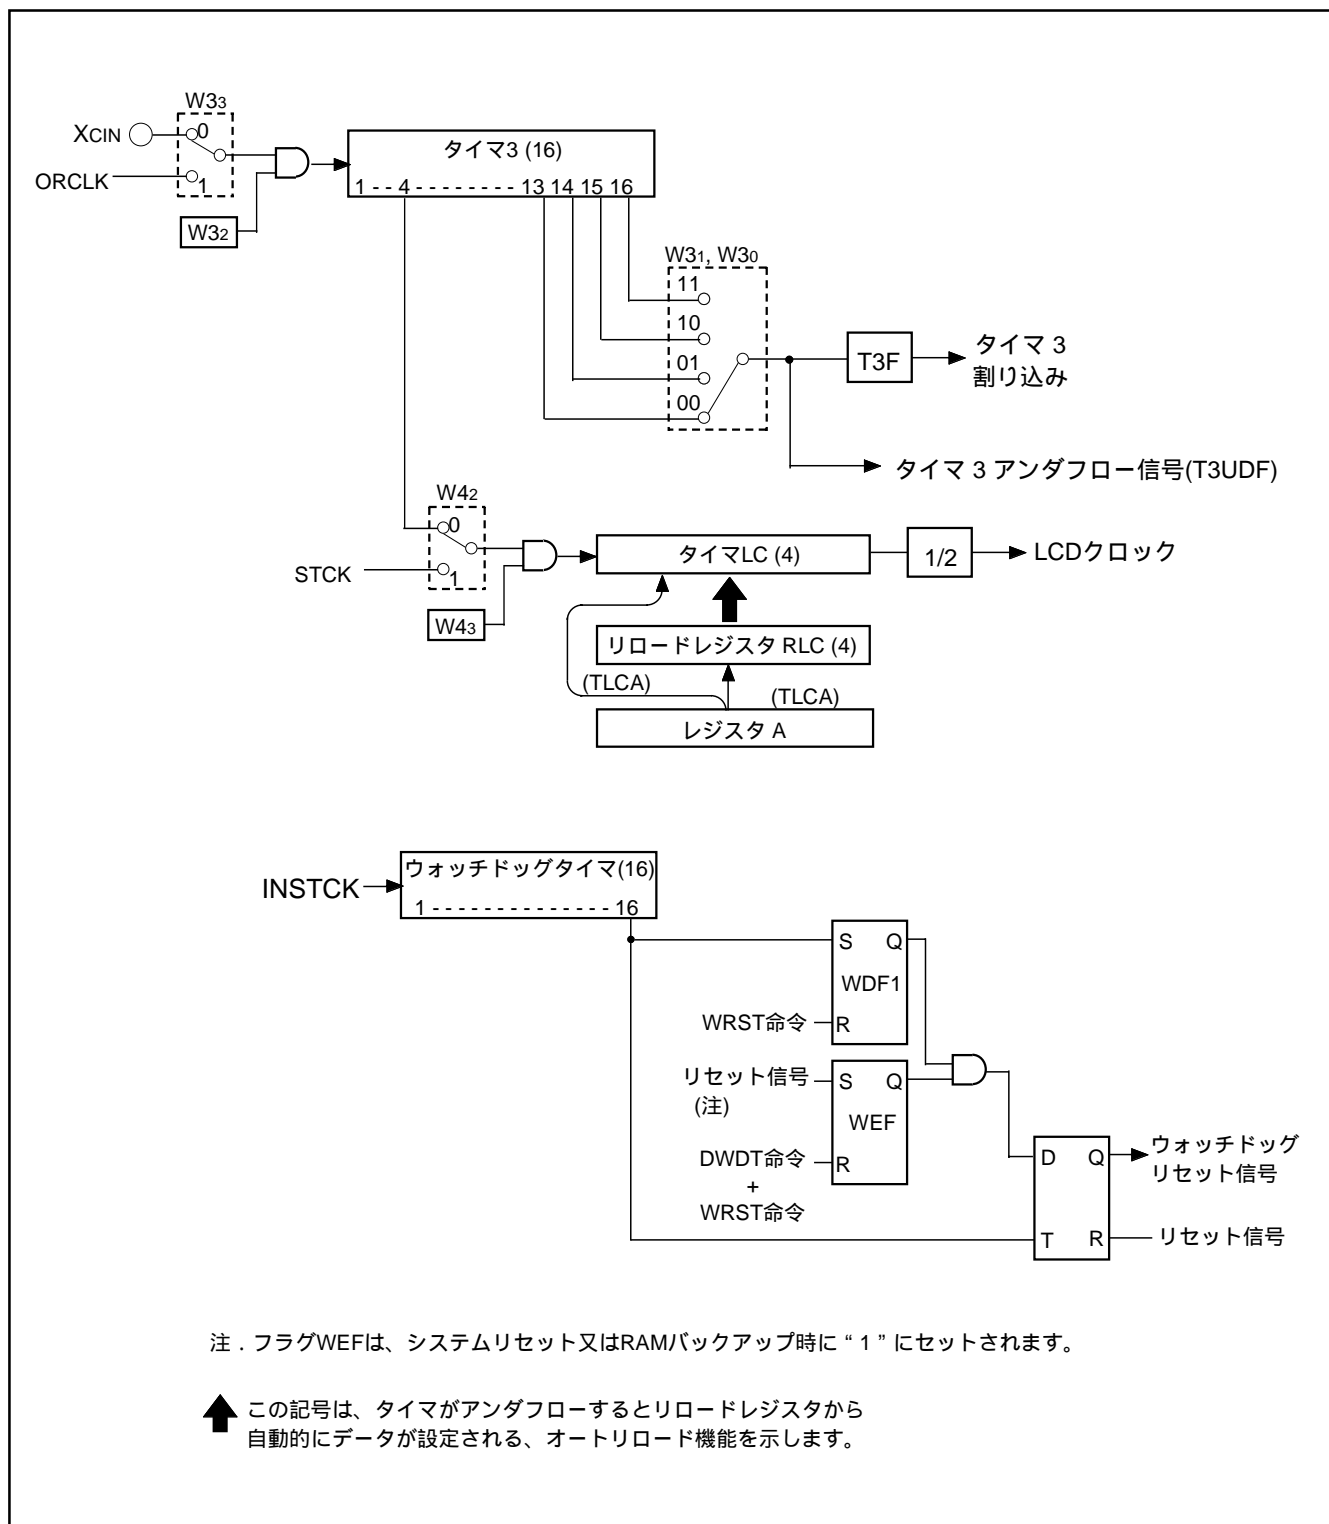 W33
XCIN
0
ORCLK
1
W32
タイマ3 (16)
1 - - 4 - - - - - - - - 13 14 15 16
W31, W30
11
10
01
00
T3F
タイマ 3
割り込み
タイマ 3 アンダフロー信号(T3UDF)
W42
0
STCK
1
W43
タイマLC (4)
1/2
LCDクロック
リロードレジスタ RLC (4)
(TLCA)
(TLCA)
レジスタ A
INSTCK
ウォッチドッグタイマ(16)
1 - - - - - - - - - - - - - - 16
S Q
WDF1
WRST命令
R
リセット信号
(注)
S Q
WEF
DWDT命令
+
WRST命令
R
D Q
ウォッチドッグ
リセット信号
T R
リセット信号
注．フラグWEFは、システムリセット又はRAMバックアップ時に“ 1 ”にセットされます。
この記号は、タイマがアンダフローするとリロードレジスタから
自動的にデータが設定される、オートリロード機能を示します。